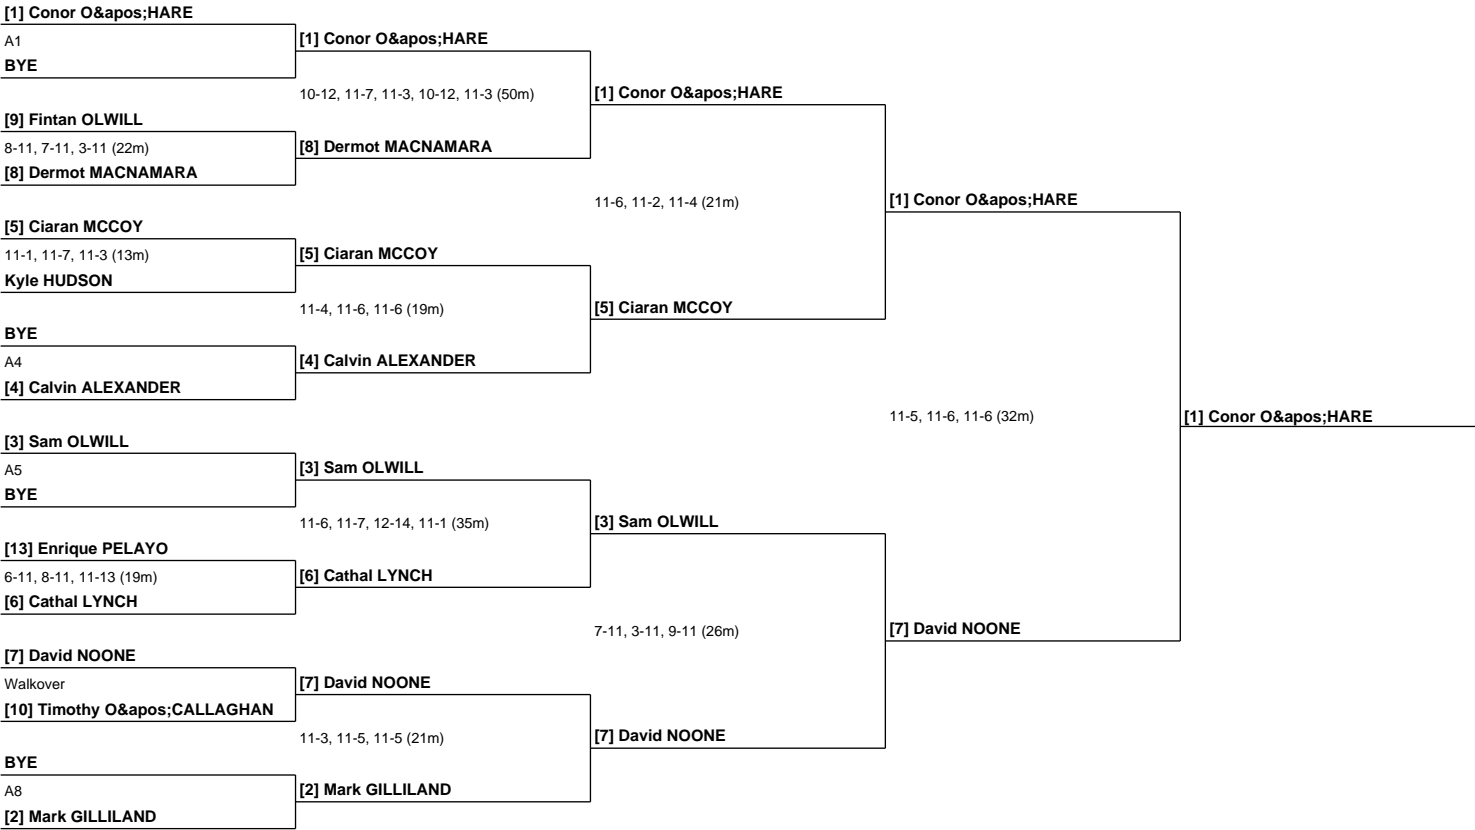 [1] Conor O&apos;HARE
A1
BYE
[9] Fintan OLWILL
8-11, 7-11, 3-11 (22m)
[8] Dermot MACNAMARA
[5] Ciaran MCCOY
11-1, 11-7, 11-3 (13m)
Kyle HUDSON
BYE
A4
[4] Calvin ALEXANDER
[3] Sam OLWILL
A5
BYE
[13] Enrique PELAYO
6-11, 8-11, 11-13 (19m)
[6] Cathal LYNCH
[7] David NOONE
Walkover
[10] Timothy O&apos;CALLAGHAN
BYE
A8
[2] Mark GILLILAND
[1] Conor O&apos;HARE
10-12, 11-7, 11-3, 10-12, 11-3 (50m)
[8] Dermot MACNAMARA
[5] Ciaran MCCOY
11-4, 11-6, 11-6 (19m)
[4] Calvin ALEXANDER
[3] Sam OLWILL
11-6, 11-7, 12-14, 11-1 (35m)
[6] Cathal LYNCH
[7] David NOONE
11-3, 11-5, 11-5 (21m)
[2] Mark GILLILAND
[1] Conor O&apos;HARE
11-6, 11-2, 11-4 (21m)
[5] Ciaran MCCOY
[3] Sam OLWILL
7-11, 3-11, 9-11 (26m)
[7] David NOONE
[1] Conor O&apos;HARE
11-5, 11-6, 11-6 (32m)
[7] David NOONE
[1] Conor O&apos;HARE